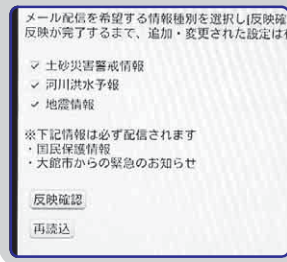 メール配信を希望する情報種別を選択し[反映確
反映が完了するまで、追加・変更された設定は
✓ 土砂災害警戒情報
✓ 河川洪水予報
✓ 地震情報
※下記情報は必ず配信されます
・国民保護情報
・大館市からの緊急のお知らせ
反映確認
再読込